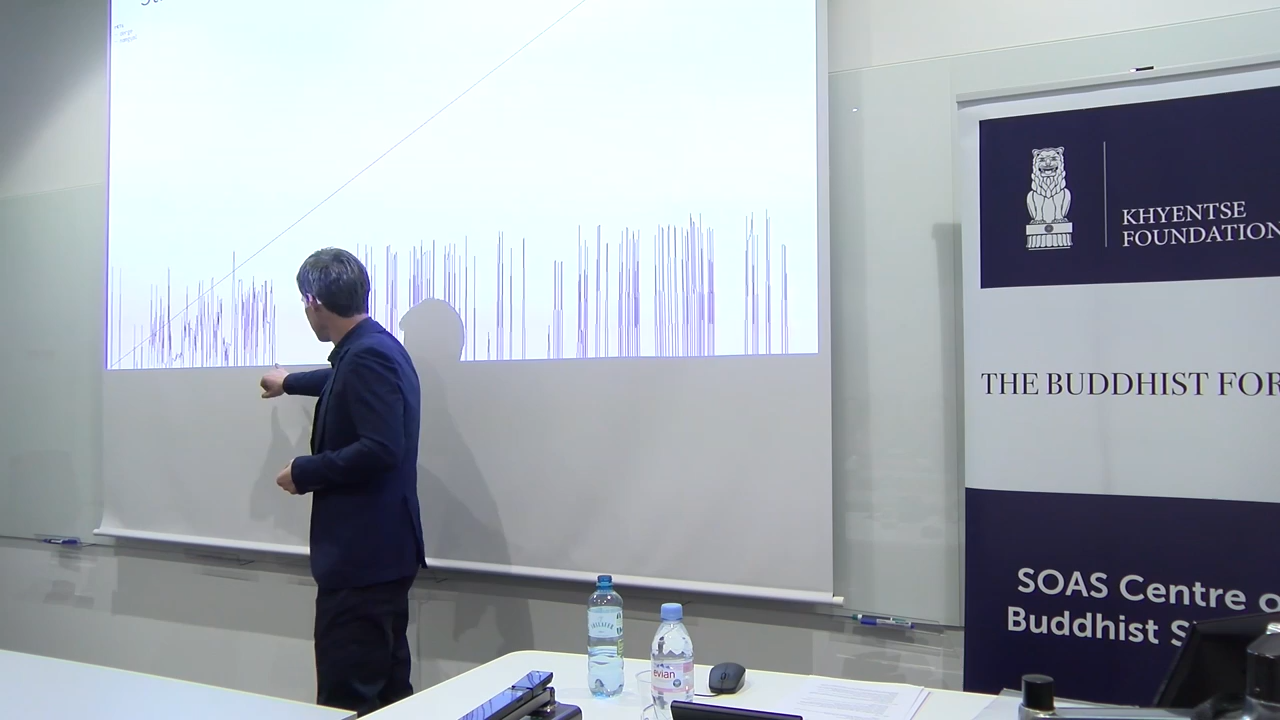 KHYENTSE
FOUNDATION
THE BUDDHIST FOR
SOAS Centre o
Buddhist S
evian